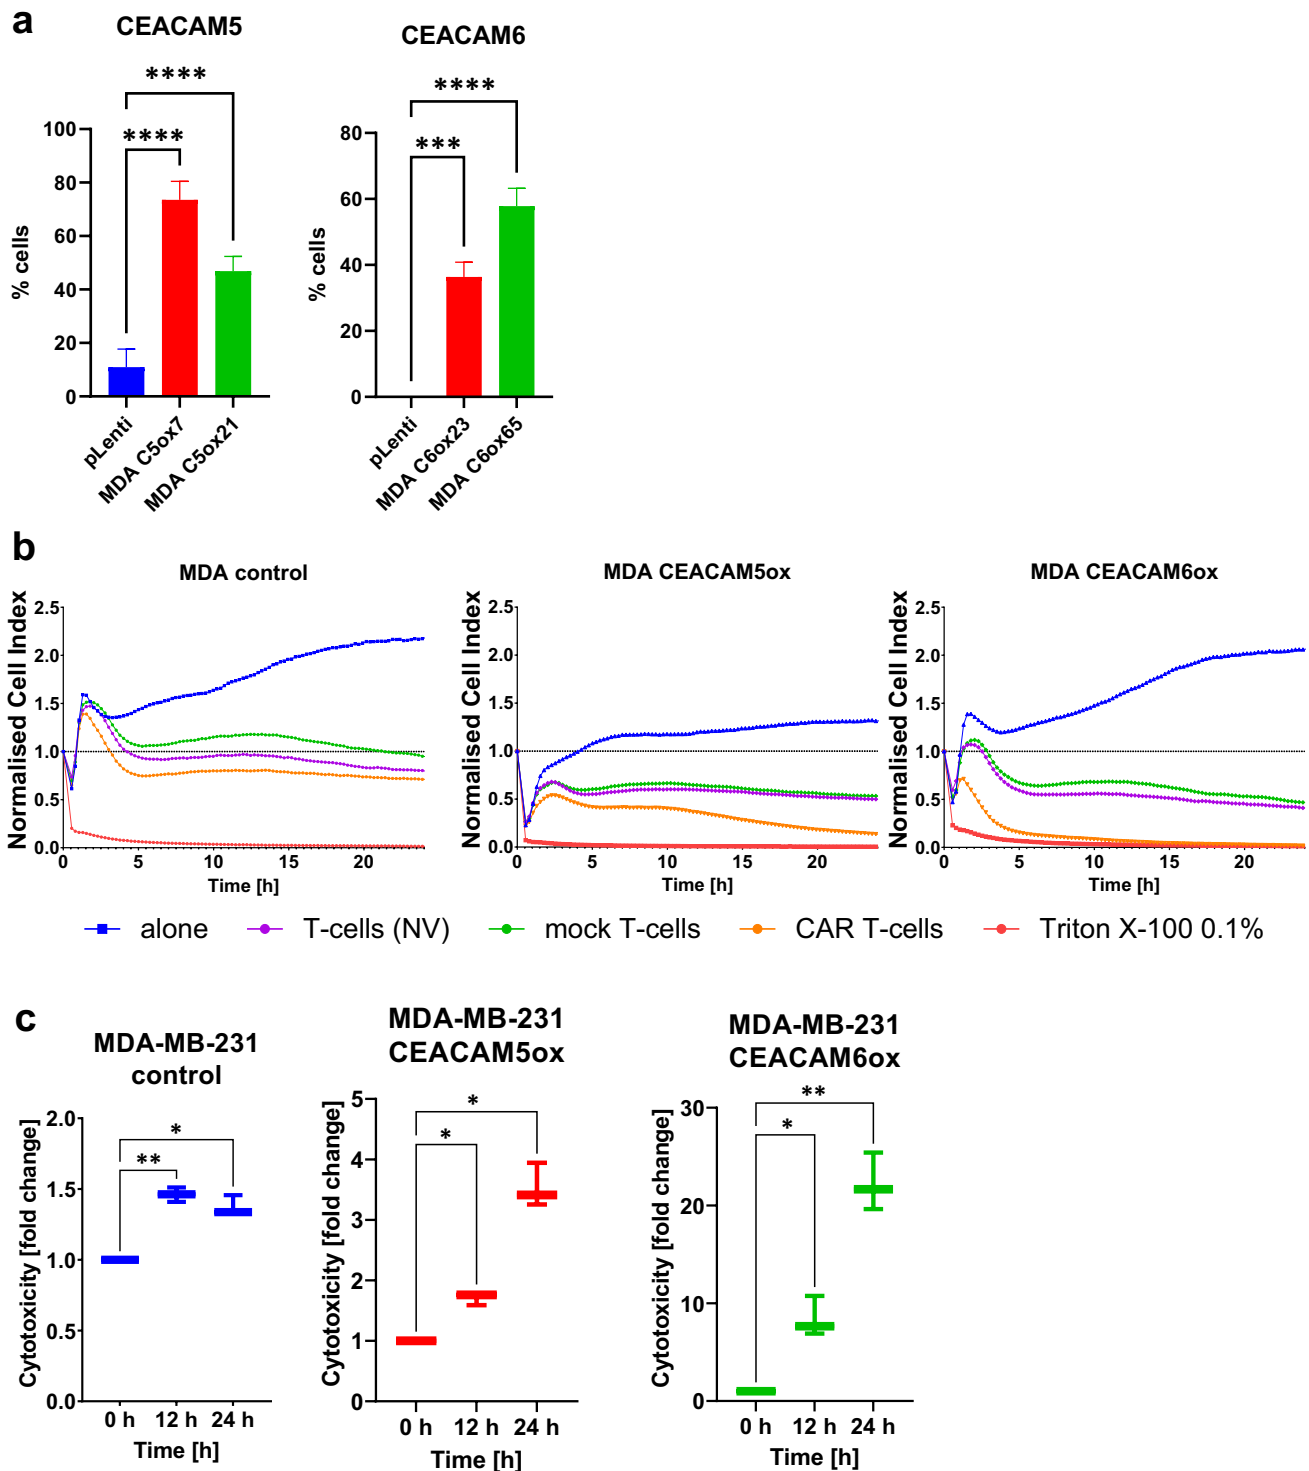 a
CEACAM5
CEACAM6
****
****
****
***
% cells
100
80
60
40
20
0
pLenti
MDA C5ox7
MDA C5ox21
% cells
80
60
40
20
0
pLenti
MDA C6ox23
MDA C6ox65
b
MDA control
MDA CEACAM5ox
MDA CEACAM6ox
Normalised Cell Index
2.5
2.0
1.5
1.0
0.5
0.0
0 5 10 15 20
Time [h]
Normalised Cell Index
2.5
2.0
1.5
1.0
0.5
0.0
0 5 10 15 20
Time [h]
Normalised Cell Index
2.5
2.0
1.5
1.0
0.5
0.0
0 5 10 15 20
Time [h]
alone T-cells (NV) mock T-cells CAR T-cells Triton X-100 0.1%
c
MDA-MB-231
control
Cytotoxicity [fold change]
2.0
1.5
1.0
0.5
0.0
*
**
0 h 12 h 24 h
Time [h]
MDA-MB-231
CEACAM5ox
Cytotoxicity [fold change]
5
4
3
2
1
0
*
*
0 h 12 h 24 h
Time [h]
MDA-MB-231
CEACAM6ox
Cytotoxicity [fold change]
30
20
10
0
**
*
0 h 12 h 24 h
Time [h]